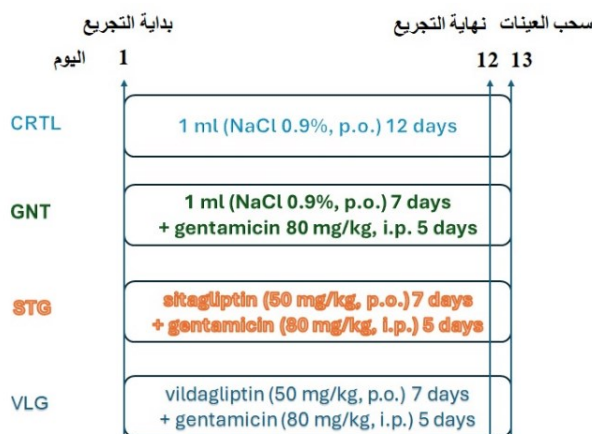 بداية التجريع
نهاية التجريع
سحب العينات
اليوم
1
12
13
CRTL
1 ml (NaCl 0.9%, p.o.) 12 days
GNT
1 ml (NaCl 0.9%, p.o.) 7 days
+ gentamicin 80 mg/kg, i.p. 5 days
STG
sitagliptin (50 mg/kg, p.o.) 7 days
+ gentamicin (80 mg/kg, i.p.) 5 days
VLG
vildagliptin (50 mg/kg, p.o.) 7 days
+ gentamicin (80 mg/kg, i.p.) 5 days